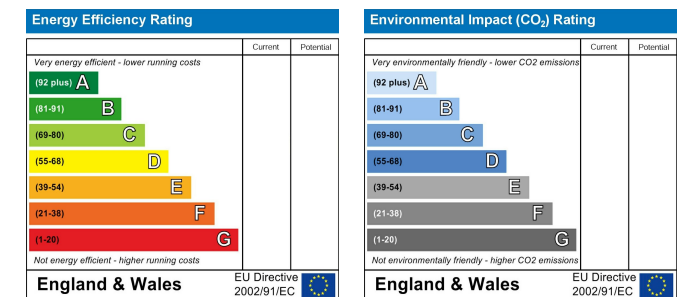 Energy Efficiency Rating
Current Potential
Very energy efficient - lower running costs
(92 plus) A
(81-91) B
(69-80) C
(55-68) D
(39-54) E
(21-38) F
(1-20) G
Not energy efficient - higher running costs
England & Wales
EU Directive
2002/91/EC
Environmental Impact (CO2) Rating
Current Potential
Very environmentally friendly - lower CO2 emissions
(92 plus) A
(81-91) B
(69-80) C
(55-68) D
(39-54) E
(21-38) F
(1-20) G
Not environmentally friendly - higher CO2 emissions
England & Wales
EU Directive
2002/91/EC